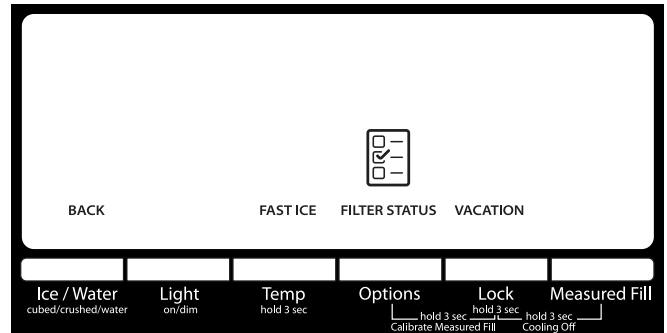 BACK FAST ICE FILTER STATUS VACATION
Ice / Water Light Temp Options Lock Measured Fill
cubed/crushed/water on/dim hold 3 sec hold 3 sec
hold 3 sec hold 3 sec
Calibrate Measured Fill Cooling Off